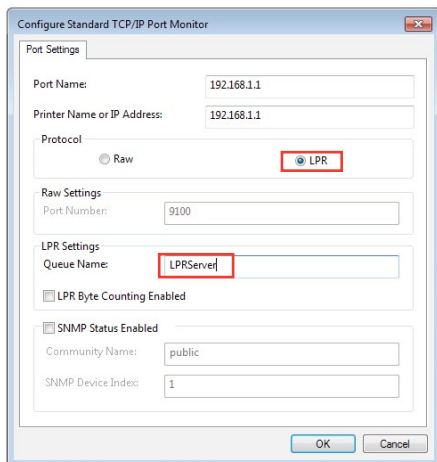 Configure Standard TCP/IP Port Monitor
Port Settings
Port Name: 192.168.1.1
Printer Name or IP Address: 192.168.1.1
Protocol
Raw LPR
Raw Settings
Port Number: 9100
LPR Settings
Queue Name: LPRServer
LPR Byte Counting Enabled
SNMP Status Enabled
Community Name: public
SNMP Device Index: 1
OK Cancel